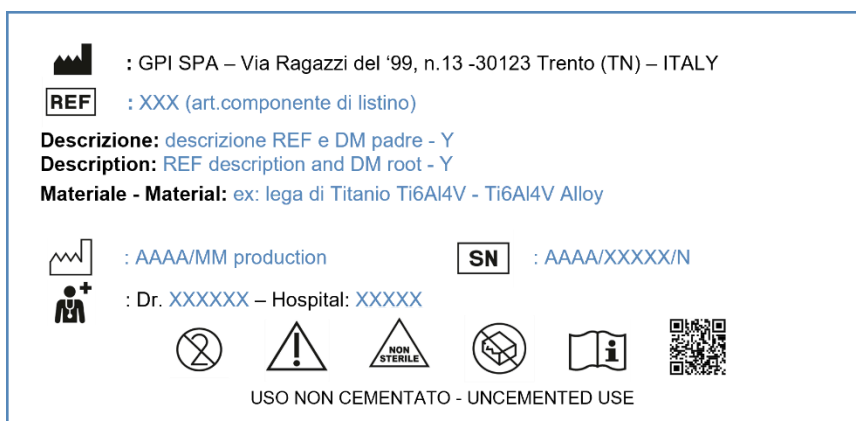 : GPI SPA – Via Ragazzi del ‘99, n.13 -30123 Trento (TN) – ITALY
REF : XXX (art.componente di listino)
Descrizione: descrizione REF e DM padre - Y
Description: REF description and DM root - Y
Materiale - Material: ex: lega di Titanio Ti6Al4V - Ti6Al4V Alloy
: AAAA/MM production SN : AAAA/XXXXX/N
: Dr. XXXXXX – Hospital: XXXXX
2 NON STERILE i
USO NON CEMENTATO - UNCEMENTED USE